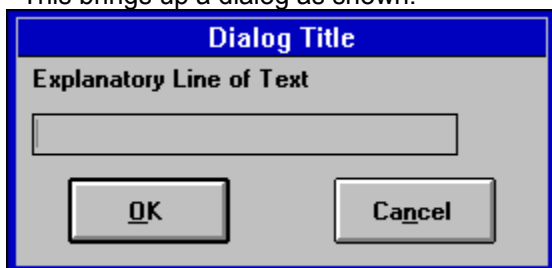 This brings up a dialog as shown:
Dialog Title
Explanatory Line of Text
OK
Cancel